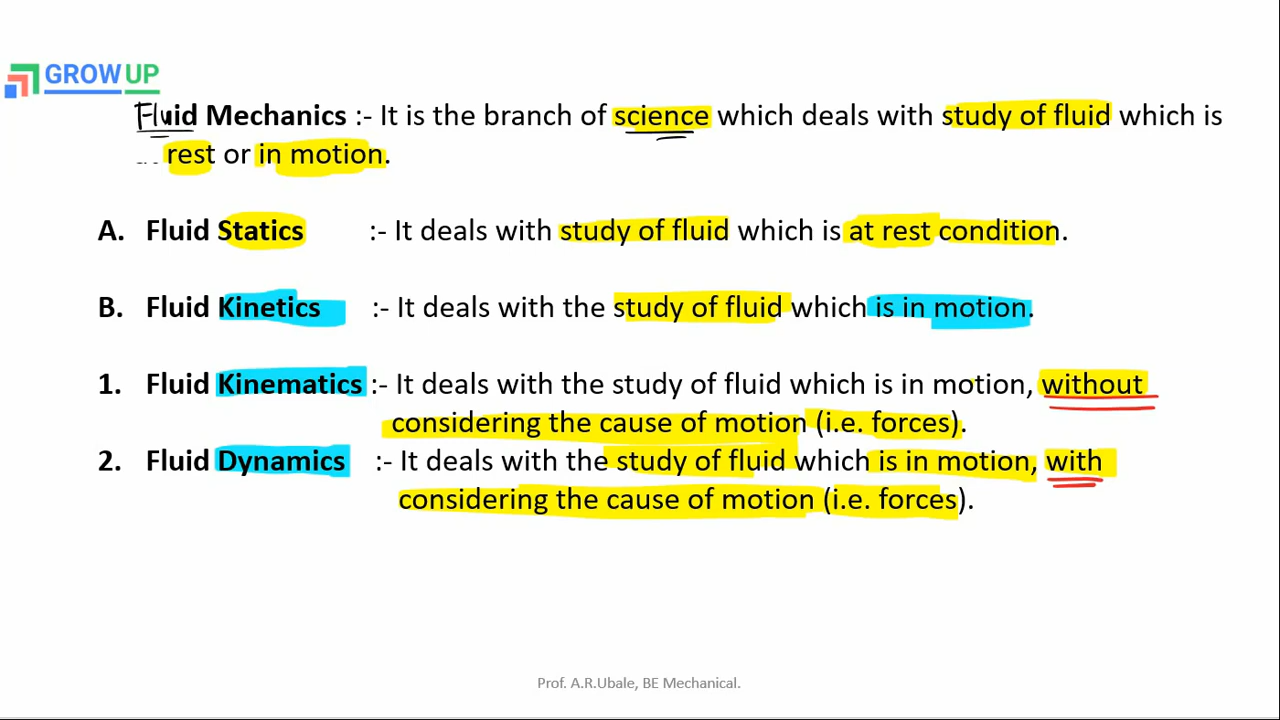 GROW UP
Fluid Mechanics :- It is the branch of science which deals with study of fluid which is
rest or in motion.
A. Fluid Statics :- It deals with study of fluid which is at rest condition.
B. Fluid Kinetics :- It deals with the study of fluid which is in motion.
1. Fluid Kinematics :- It deals with the study of fluid which is in motion, without
considering the cause of motion (i.e. forces).
2. Fluid Dynamics :- It deals with the study of fluid which is in motion, with
considering the cause of motion (i.e. forces).
Prof. A.R.Ubale, BE Mechanical.